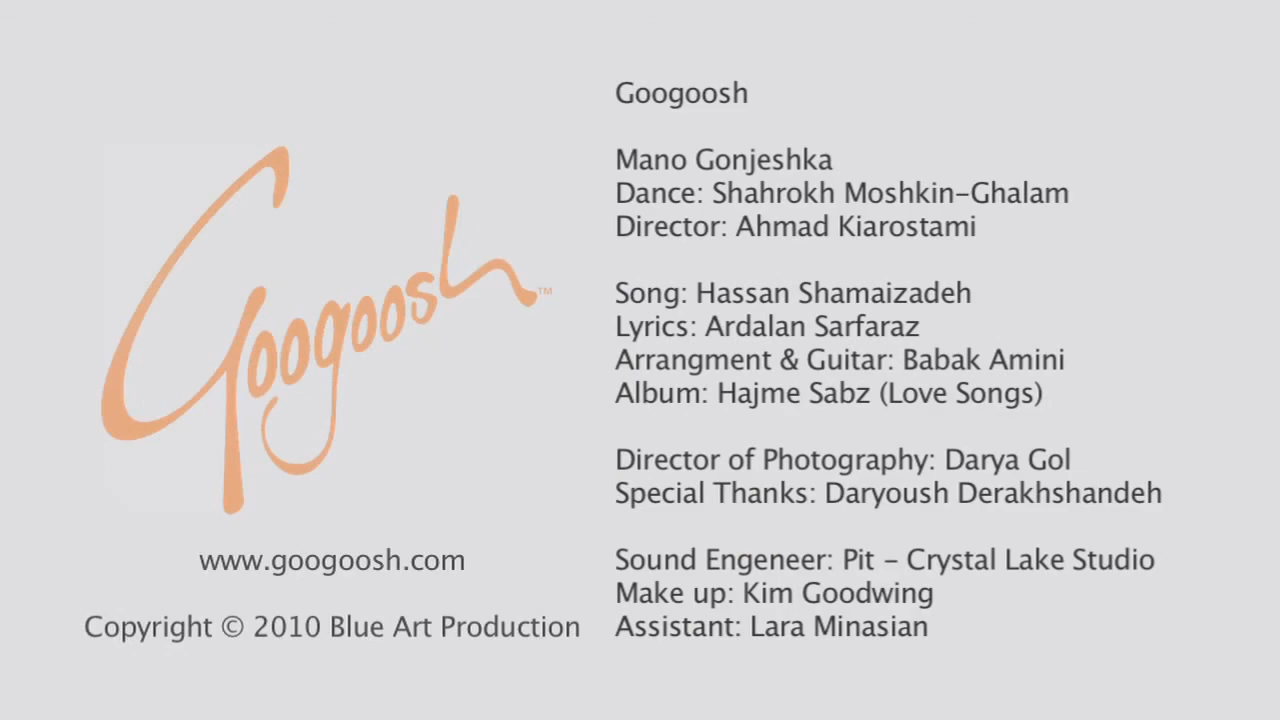 Googoosh™
www.googoosh.com
Copyright © 2010 Blue Art Production
Googoosh
Mano Gonjeshka
Dance: Shahrokh Moshkin-Ghalam
Director: Ahmad Kiarostami
Song: Hassan Shamaizadeh
Lyrics: Ardalan Sarfaraz
Arrangment & Guitar: Babak Amini
Album: Hajme Sabz (Love Songs)
Director of Photography: Darya Gol
Special Thanks: Daryoush Derakhshandeh
Sound Engeneer: Pit - Crystal Lake Studio
Make up: Kim Goodwing
Assistant: Lara Minasian